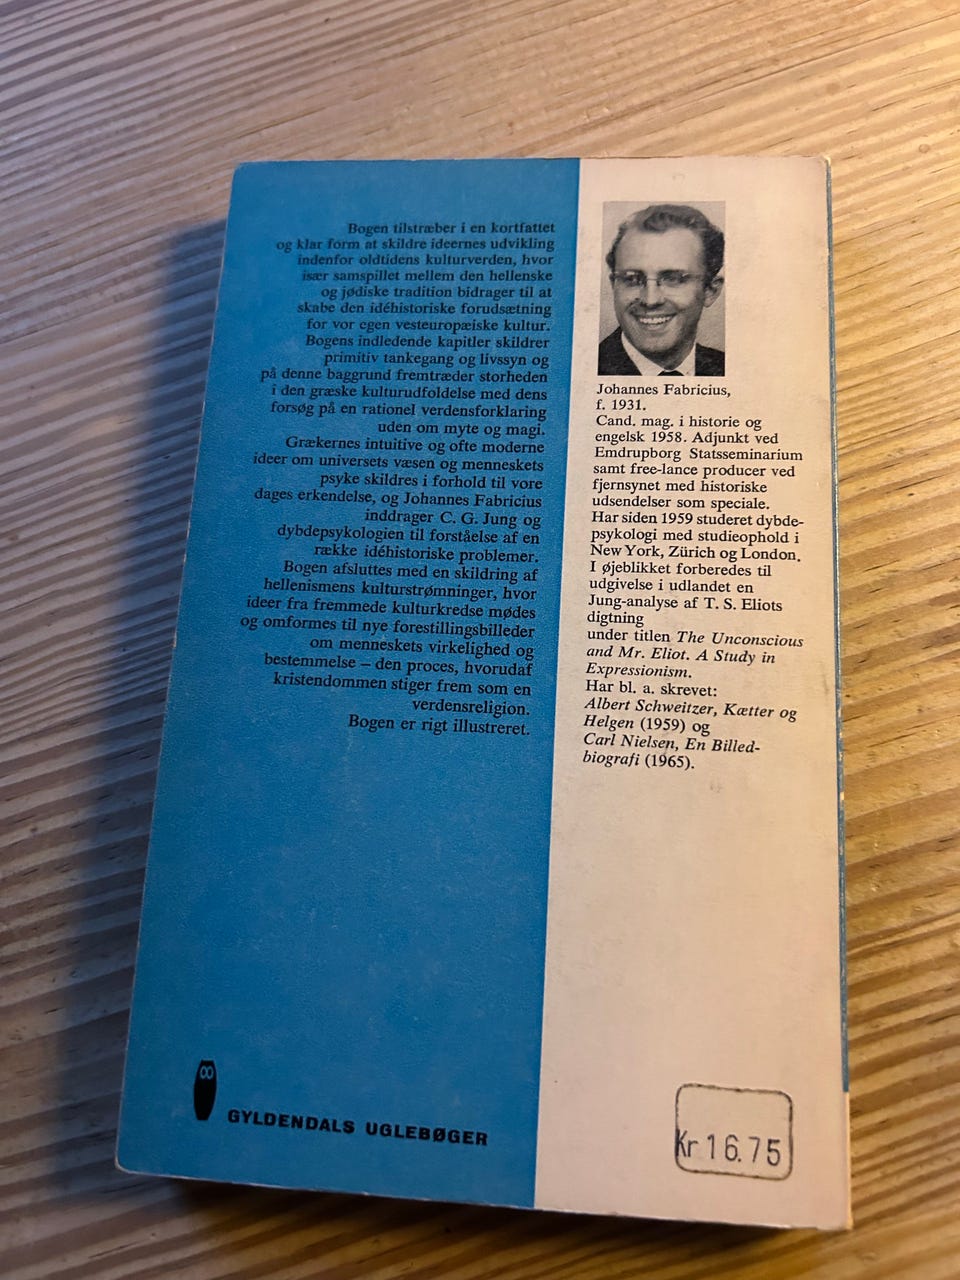 Bogen tilstræber i en kortfattet
og klar form at skildre ideernes udvikling
indenfor oldtidens kulturverden, hvor
især samspillet mellem den hellenske
og jødiske tradition bidrager til at
skabe den idéhistoriske forudsætning
for vor egen vesteuropæiske kultur.
Bogens indledende kapitler skildrer
primitiv tankegang og livssyn og
på denne baggrund fremtræder storheden
i den græske kulturudfoldelse med dens
forsøg på en rationel verdensforklaring
uden om myte og magi.
Grækernes intuitive og ofte moderne
ideer om universets væsen og menneskets
psyke skildres i forhold til vore
dages erkendelse, og Johannes Fabricius
inddrager C. G. Jung og
dybdepsykologien til forståelse af en
række idéhistoriske problemer.
Bogen afsluttes med en skildring af
hellenismens kulturstrømninger, hvor
ideer fra fremmede kulturkredse mødes
og omformes til nye forestillingsbilleder
om menneskets virkelighed og
bestemmelse – den proces, hvorudaf
kristendommen stiger frem som en
verdensreligion.
Bogen er rigt illustreret.
GYLDENDALS UGLEBØGER
Johannes Fabricius,
f. 1931.
Cand. mag. i historie og
engelsk 1958. Adjunkt ved
Emdrupborg Statsseminarium
samt free-lance producer ved
fjernsynet med historiske
udsendelser som speciale.
Har siden 1959 studeret dybde-
psykologi med studieophold i
New York, Zürich og London.
I øjeblikket forberedes til
udgivelse i udlandet en
Jung-analyse af T. S. Eliots
digtning
under titlen The Unconscious
and Mr. Eliot. A Study in
Expressionism.
Har bl. a. skrevet:
Albert Schweitzer, Kætter og
Helgen (1959) og
Carl Nielsen, En Billed-
biografi (1965).
Kr 16.75